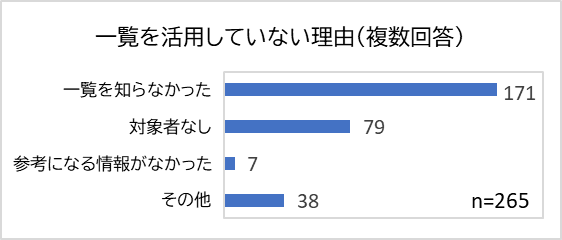 一覧を活用していない理由（複数回答）
一覧を知らなかった 171
対象者なし 79
参考になる情報がなかった 7
その他 38
n=265